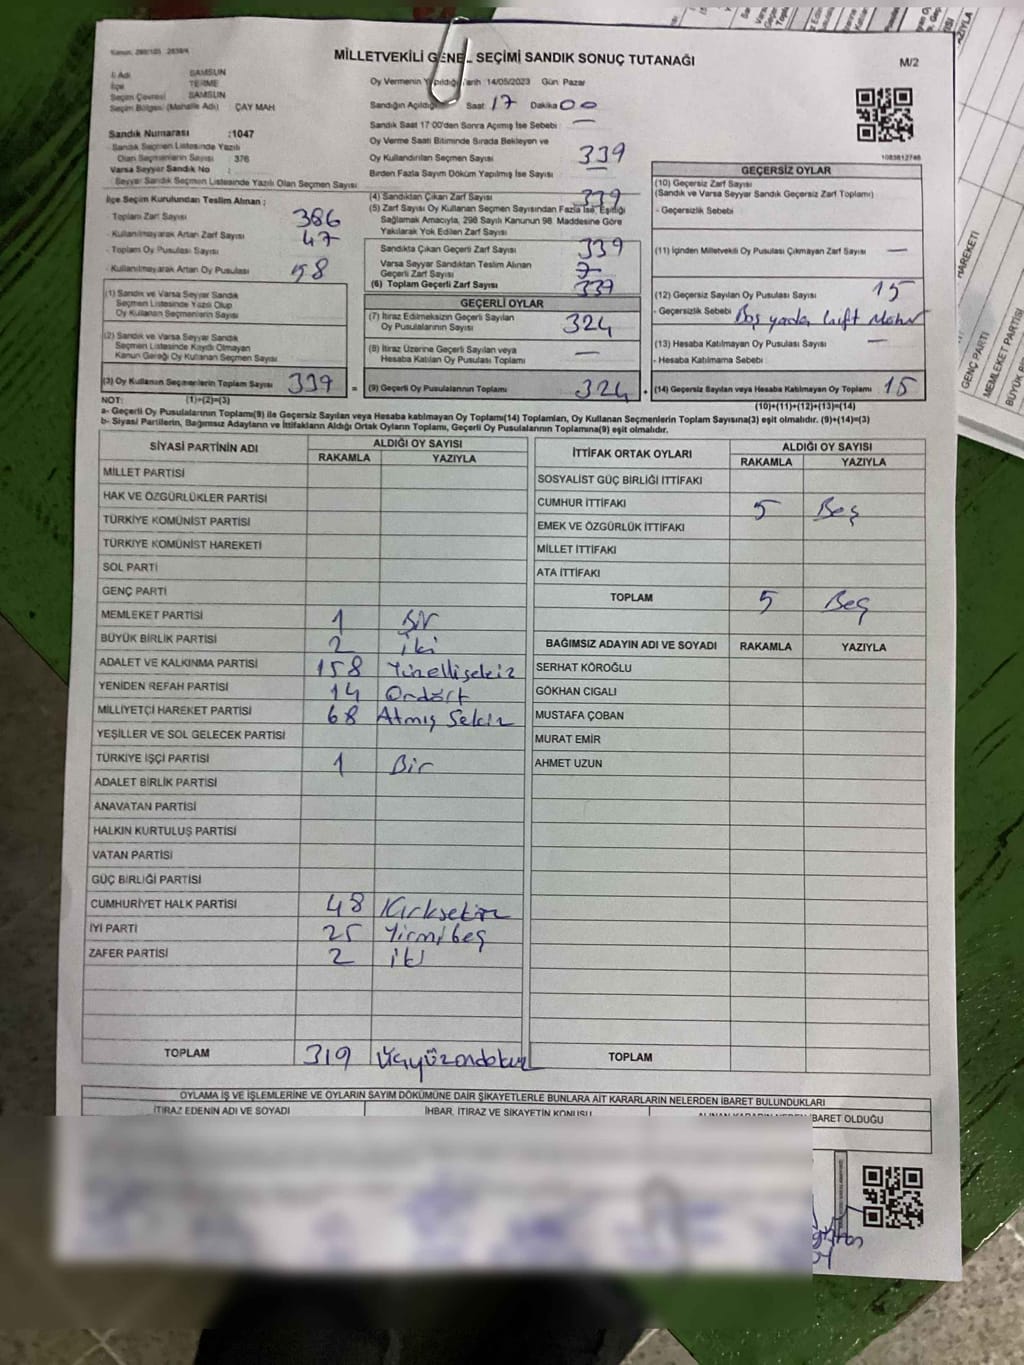 MİLLETVEKİLİ GENEL SEÇİMİ SANDIK SONUÇ TUTANAĞI
M/2
İl Adı SAMSUN
İlçe TERME
Seçim Çevresi SAMSUN
Seçim Bölgesi (Mahalle Adı) ÇAY MAH
Sandık Numarası :1047
Sandık Seçmen Listesinde Yazılı
Olan Seçmenlerin Sayısı : 376
Varsa Seyyar Sandık No :
Seyyar Sandık Seçmen Listesinde Yazılı Olan Seçmen Sayısı:
İlçe Seçim Kurulundan Teslim Alınan ;
Toplam Zarf Sayısı 386
- Kullanılmayarak Artan Zarf Sayısı 47
- Toplam Oy Pusulası Sayısı
- Kullanılmayarak Artan Oy Pusulası 58
(1) Sandık ve Varsa Seyyar Sandık
Seçmen Listesinde Yazılı Olup
Oy Kullanan Seçmenlerin Sayısı
(2) Sandık ve Varsa Seyyar Sandık
Seçmen Listesinde Kaydı Olmayan
Kanun Gereği Oy Kullanan Seçmen Sayısı
(3) Oy Kullanan Seçmenlerin Toplam Sayısı 339 =
Oy Vermenin Yapıldığı Tarih 14/05/2023 Gün Pazar
Sandığın Açıldığı Saat 17 Dakika 00
Sandık Saat 17:00'den Sonra Açılmış İse Sebebi : —
Oy Verme Saati Bitiminde Sırada Bekleyen ve
Oy Kullandırılan Seçmen Sayısı 339
Birden Fazla Sayım Döküm Yapılmış İse Sayısı : —
(4) Sandıktan Çıkan Zarf Sayısı 339
(5) Zarf Sayısı Oy Kullanan Seçmen Sayısından Fazla İse, Eşitliği
Sağlamak Amacıyla, 298 Sayılı Kanunun 98. Maddesine Göre
Yakılarak Yok Edilen Zarf Sayısı
Sandıkta Çıkan Geçerli Zarf Sayısı 339
Varsa Seyyar Sandıktan Teslim Alınan
Geçerli Zarf Sayısı
(6) Toplam Geçerli Zarf Sayısı 339
GEÇERLİ OYLAR
(7) İtiraz Edilmeksizin Geçerli Sayılan
Oy Pusulalarının Sayısı 324
(8) İtiraz Üzerine Geçerli Sayılan veya
Hesaba Katılan Oy Pusulası Toplamı —
(9) Geçerli Oy Pusulalarının Toplamı 324 +
1083812746
GEÇERSİZ OYLAR
(10) Geçersiz Zarf Sayısı
(Sandık ve Varsa Seyyar Sandık Geçersiz Zarf Toplamı)
- Geçersizlik Sebebi
(11) İçinden Milletvekili Oy Pusulası Çıkmayan Zarf Sayısı —
(12) Geçersiz Sayılan Oy Pusulası Sayısı 15
- Geçersizlik Sebebi Boş yada çift Mühür
(13) Hesaba Katılmayan Oy Pusulası Sayısı —
- Hesaba Katılmama Sebebi
(14) Geçersiz Sayılan veya Hesaba Katılmayan Oy Toplamı 15
NOT: (1)+(2)=(3) (10)+(11)+(12)+(13)=(14)
a- Geçerli Oy Pusulalarının Toplamı(9) ile Geçersiz Sayılan veya Hesaba katılmayan Oy Toplamı(14) Toplamları, Oy Kullanan Seçmenlerin Toplam Sayısına(3) eşit olmalıdır. (9)+(14)=(3)
b- Siyasi Partilerin, Bağımsız Adayların ve İttifakların Aldığı Ortak Oyların Toplamı, Geçerli Oy Pusulalarının Toplamına(9) eşit olmalıdır.
SİYASİ PARTİNİN ADI ALDIĞI OY SAYISI
RAKAMLA YAZIYLA
MİLLET PARTİSİ
HAK VE ÖZGÜRLÜKLER PARTİSİ
TÜRKİYE KOMÜNİST PARTİSİ
TÜRKİYE KOMÜNİST HAREKETİ
SOL PARTİ
GENÇ PARTİ
MEMLEKET PARTİSİ 1 Bir
BÜYÜK BİRLİK PARTİSİ 2 iki
ADALET VE KALKINMA PARTİSİ 158 Yüzellisekiz
YENİDEN REFAH PARTİSİ 14 Ondört
MİLLİYETÇİ HAREKET PARTİSİ 68 Atmış Sekiz
YEŞİLLER VE SOL GELECEK PARTİSİ
TÜRKİYE İŞÇİ PARTİSİ 1 Bir
ADALET BİRLİK PARTİSİ
ANAVATAN PARTİSİ
HALKIN KURTULUŞ PARTİSİ
VATAN PARTİSİ
GÜÇ BİRLİĞİ PARTİSİ
CUMHURİYET HALK PARTİSİ 48 Kırksekiz
İYİ PARTİ 25 Yirmibeş
ZAFER PARTİSİ 2 iki
TOPLAM 319 Üçyüzondokuz
İTTİFAK ORTAK OYLARI ALDIĞI OY SAYISI
RAKAMLA YAZIYLA
SOSYALİST GÜÇ BİRLİĞİ İTTİFAKI
CUMHUR İTTİFAKI 5 Beş
EMEK VE ÖZGÜRLÜK İTTİFAKI
MİLLET İTTİFAKI
ATA İTTİFAKI
TOPLAM 5 Beş
BAĞIMSIZ ADAYIN ADI VE SOYADI RAKAMLA YAZIYLA
SERHAT KÖROĞLU
GÖKHAN CIGALI
MUSTAFA ÇOBAN
MURAT EMİR
AHMET UZUN
TOPLAM
OYLAMA İŞ VE İŞLEMLERİNE VE OYLARIN SAYIM DÖKÜMÜNE DAİR ŞİKAYETLERLE BUNLARA AİT KARARLARIN NELERDEN İBARET BULUNDUKLARI
İTİRAZ EDENİN ADI VE SOYADI İHBAR, İTİRAZ VE ŞİKAYETİN KONUSU ALINAN KARARIN NEDEN İBARET OLDUĞU
YAZIYLA
HAREKETİ
GENÇ PARTİ
MEMLEKET PARTİSİ